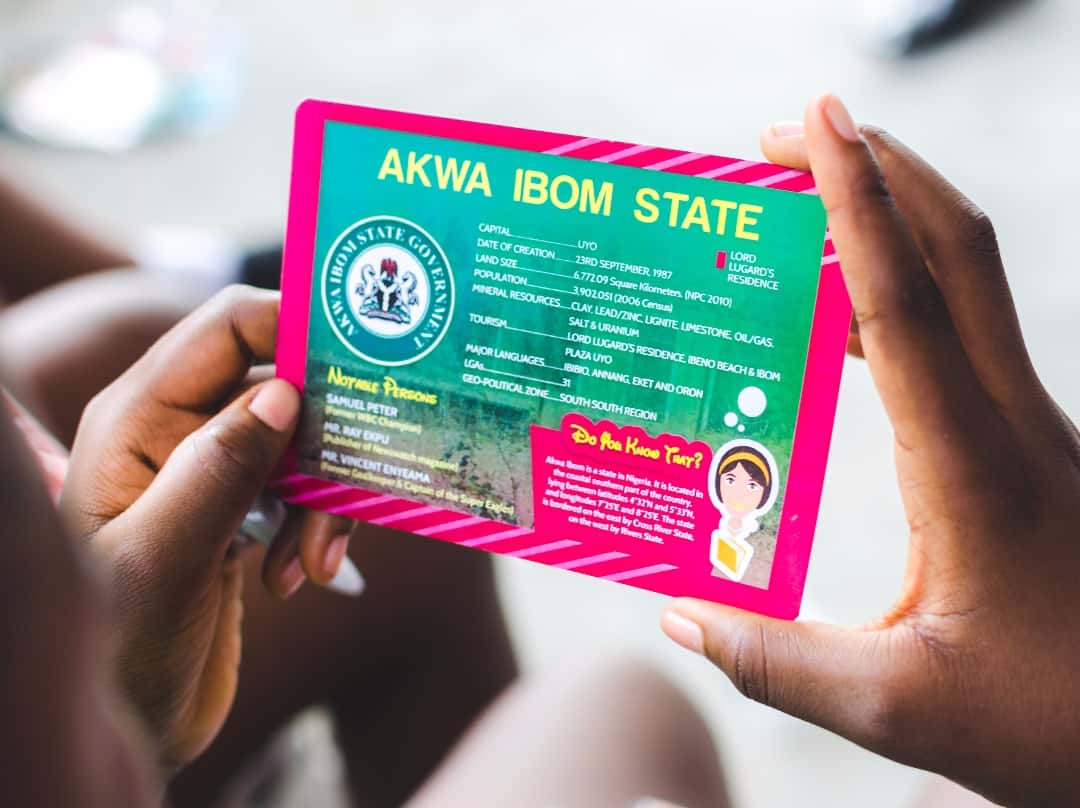 AKWA IBOM STATE
AKWA IBOM STATE GOVERNMENT
CAPITAL..................UYO
DATE OF CREATION.....23RD SEPTEMBER, 1987
LAND SIZE..................6,772.09 Square Kilometers. (NPC 2010)
POPULATION...............3,902,051 (2006 Census)
MINERAL RESOURCES....CLAY, LEAD/ZINC, LIGNITE, LIMESTONE, OIL/GAS,
SALT & URANIUM
TOURISM..................LORD LUGARD'S RESIDENCE, IBENO BEACH & IBOM
PLAZA UYO
MAJOR LANGUAGES......IBIBIO, ANNANG, EKET AND ORON
LGAs..................31
GEO-POLITICAL ZONE....SOUTH SOUTH REGION
LORD
LUGARD'S
RESIDENCE
NOTABLE PERSONS
SAMUEL PETER
(Former WBC Champion)
MR. RAY EKPU
(Publisher of Newswatch magazine)
MR. VINCENT ENYEAMA
(Former Goalkeeper & Captain of the Super Eagles)
DO YOU KNOW THAT?
Akwa Ibom is a state in Nigeria. It is located in
the coastal southern part of the country,
lying between latitudes 4°32'N and 5°33'N,
and longitudes 7°25'E and 8°25'E. The state
is bordered on the east by Cross River State,
on the west by Rivers State.